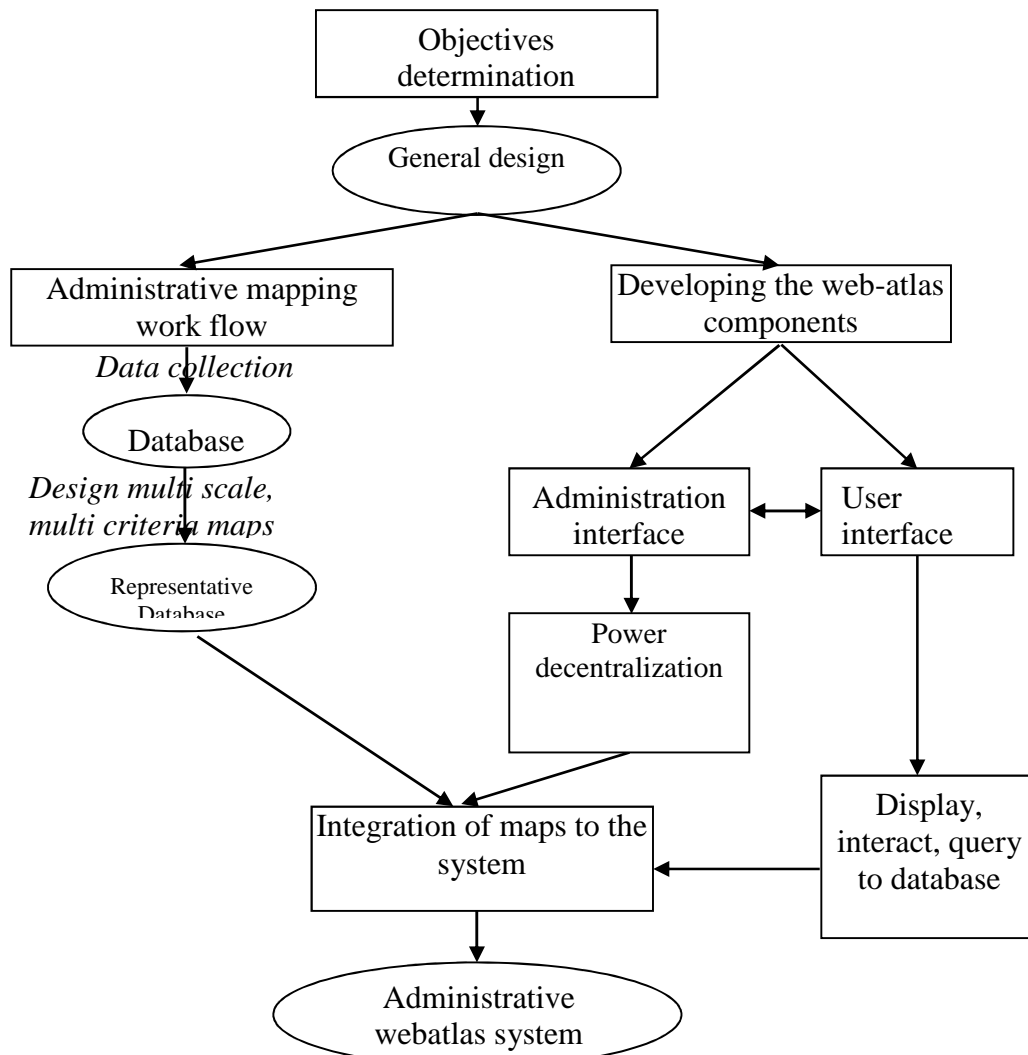 Objectives
determination
General design
Administrative mapping
work flow
Developing the web-atlas
components
Data collection
Database
Design multi scale,
multi criteria maps
Administration
interface
User
interface
Representative
Database
Power
decentralization
Integration of maps to the
system
Display,
interact, query
to database
Administrative
webatlas system